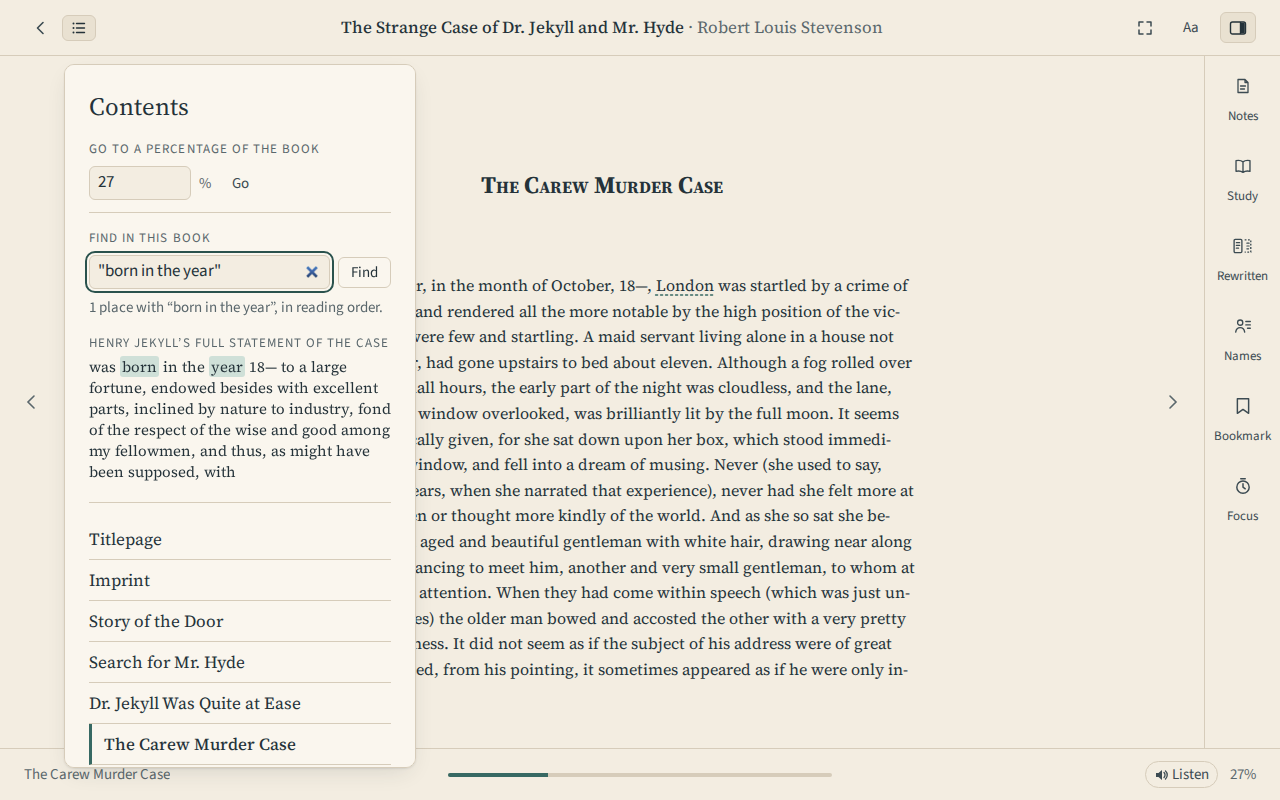 The Strange Case of Dr. Jekyll and Mr. Hyde · Robert Louis Stevenson
Aa
Contents
GO TO A PERCENTAGE OF THE BOOK
27 % Go
FIND IN THIS BOOK
"born in the year" Find
1 place with “born in the year”, in reading order.
HENRY JEKYLL’S FULL STATEMENT OF THE CASE
was born in the year 18— to a large
fortune, endowed besides with excellent
parts, inclined by nature to industry, fond
of the respect of the wise and good among
my fellowmen, and thus, as might have
been supposed, with
Titlepage
Imprint
Story of the Door
Search for Mr. Hyde
Dr. Jekyll Was Quite at Ease
The Carew Murder Case
The Carew Murder Case
r, in the month of October, 18—, London was startled by a crime of
and rendered all the more notable by the high position of the vic-
were few and startling. A maid servant living alone in a house not
, had gone upstairs to bed about eleven. Although a fog rolled over
all hours, the early part of the night was cloudless, and the lane,
window overlooked, was brilliantly lit by the full moon. It seems
cally given, for she sat down upon her box, which stood immedi-
window, and fell into a dream of musing. Never (she used to say,
ears, when she narrated that experience), never had she felt more at
en or thought more kindly of the world. And as she so sat she be-
aged and beautiful gentleman with white hair, drawing near along
ancing to meet him, another and very small gentleman, to whom at
attention. When they had come within speech (which was just un-
es) the older man bowed and accosted the other with a very pretty
ness. It did not seem as if the subject of his address were of great
ed, from his pointing, it sometimes appeared as if he were only in-
Notes
Study
Rewritten
Names
Bookmark
Focus
The Carew Murder Case
Listen 27%